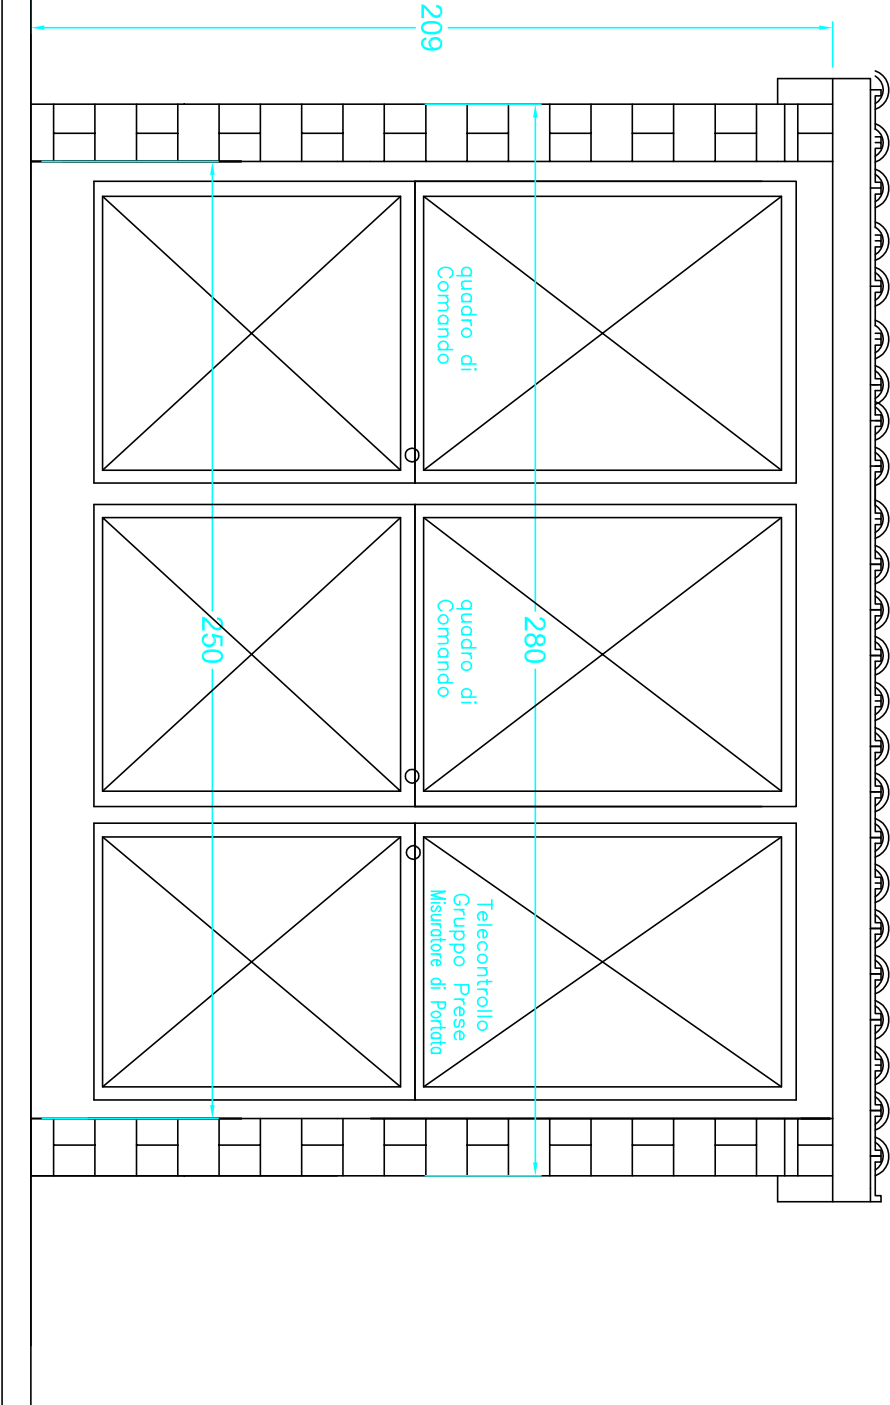 209
280
250
quadro di
Comando
quadro di
Comando
Telecontrollo
Gruppo Prese
Misuratore di Portata